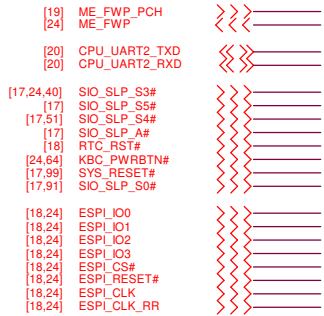 [19] ME_FWP_PCH
[24] ME_FWP
[20] CPU_UART2_TXD
[20] CPU_UART2_RXD
[17,24,40] SIO_SLP_S3#
[17] SIO_SLP_S5#
[17,51] SIO_SLP_S4#
[17] SIO_SLP_A#
[18] RTC_RST#
[24,64] KBC_PWRBTN#
[17,99] SYS_RESET#
[17,91] SIO_SLP_S0#
[18,24] ESPI_IO0
[18,24] ESPI_IO1
[18,24] ESPI_IO2
[18,24] ESPI_IO3
[18,24] ESPI_CS#
[18,24] ESPI_RESET#
[18,24] ESPI_CLK
[18,24] ESPI_CLK_RR